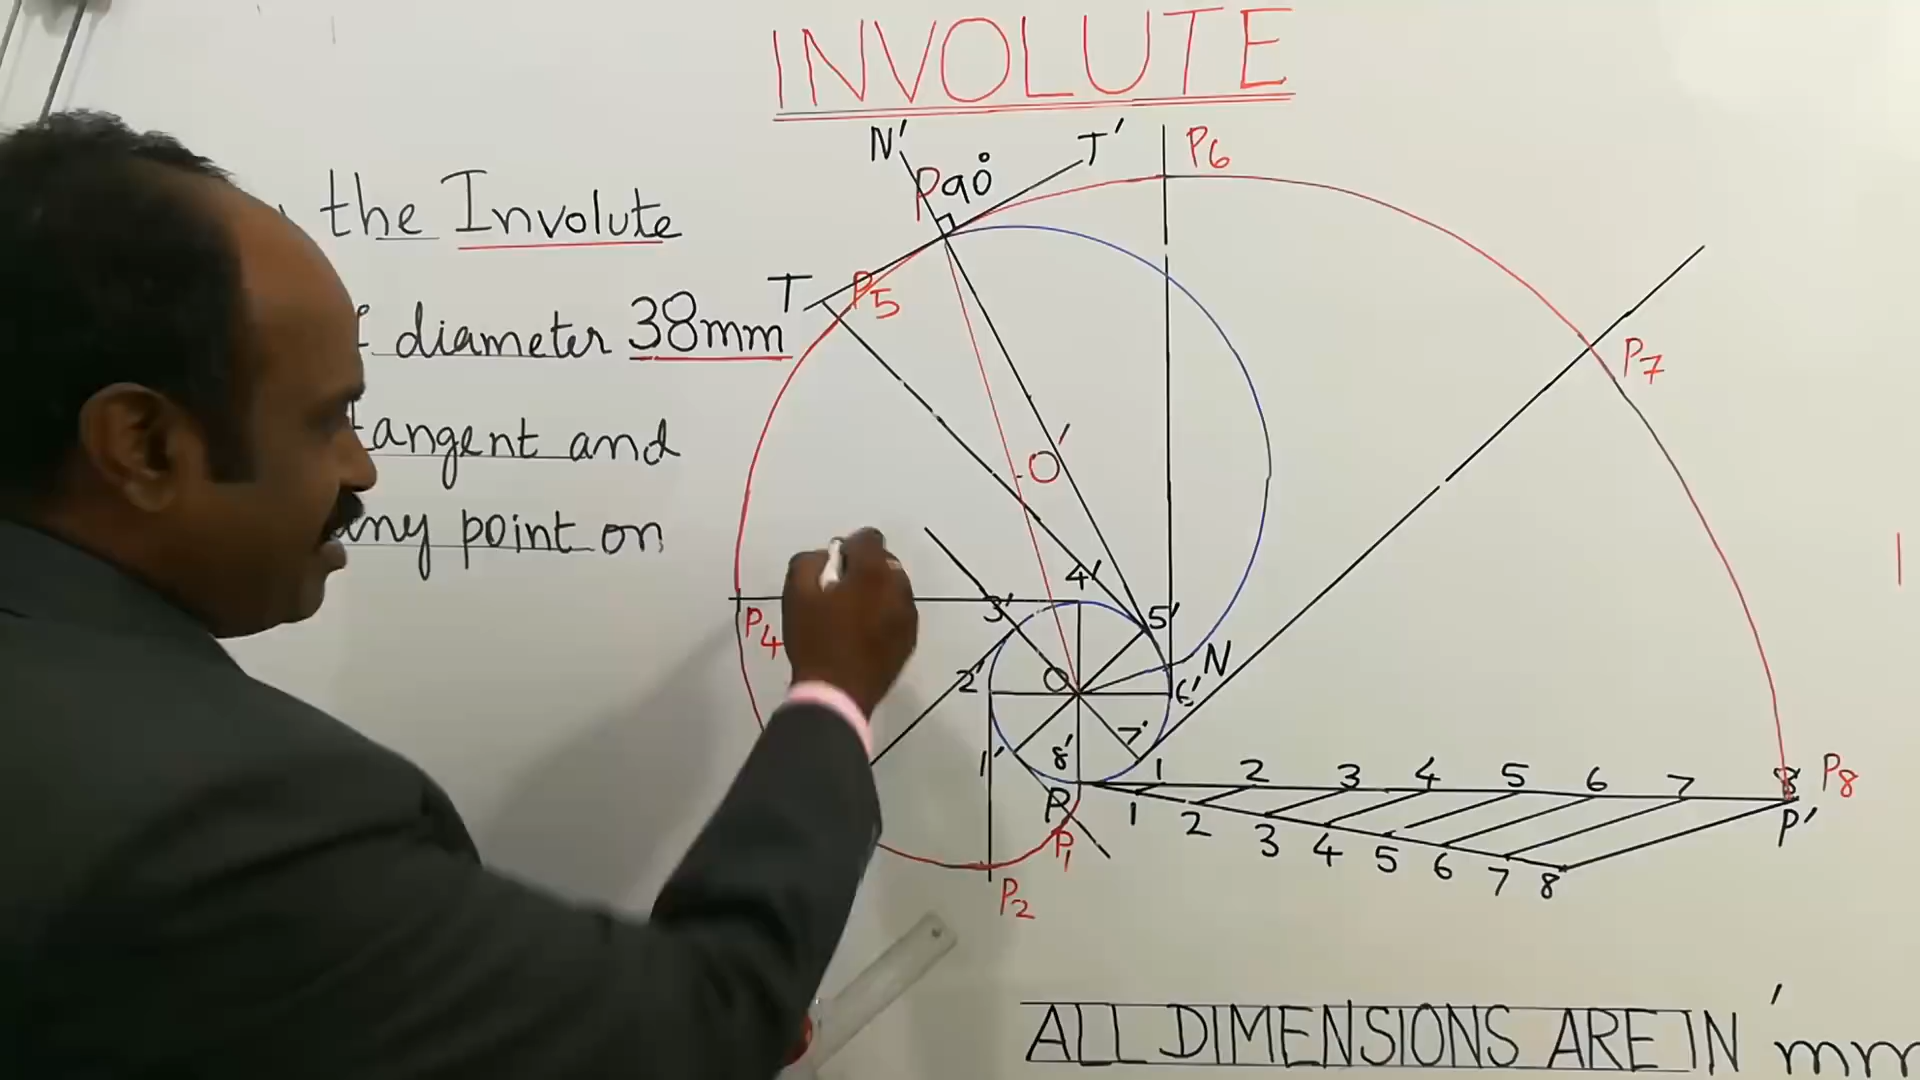 INVOLUTE
the Involute
diameter 38mm
tangent and
any point on
N'
T'
P6
P 90°
T
P5
P7
O'
4'
3'
5'
P4
N
2'
O
6'
7'
1'
8'
1 2 3 4 5 6 7 8 P8
P
P'
1 2 3 4 5 6 7 8
P1
P2
ALL DIMENSIONS ARE IN 'mm